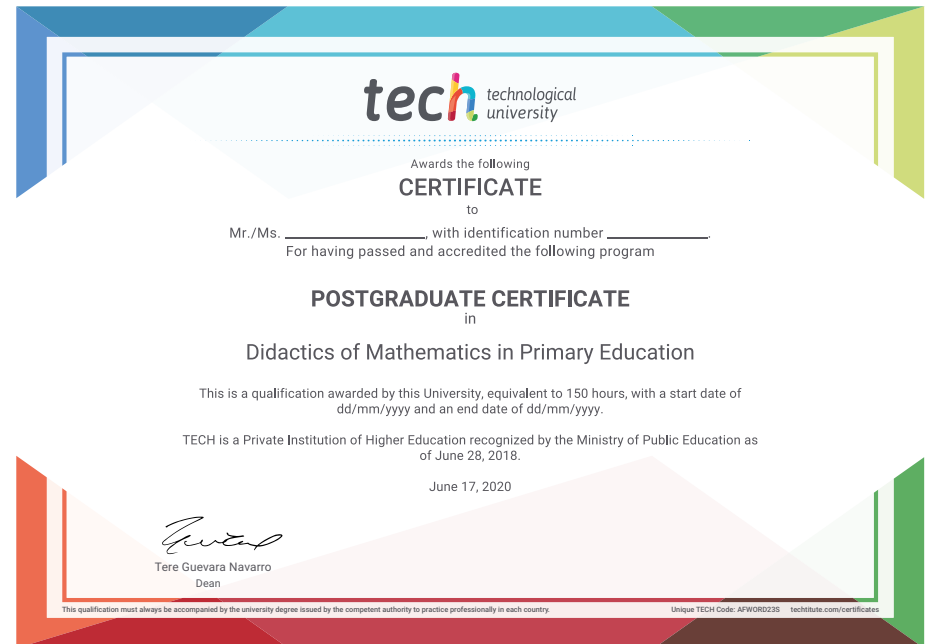 tech technological
university
Awards the following
CERTIFICATE
to
Mr./Ms. ____________________, with identification number ______________.
For having passed and accredited the following program
POSTGRADUATE CERTIFICATE
in
Didactics of Mathematics in Primary Education
This is a qualification awarded by this University, equivalent to 150 hours, with a start date of
dd/mm/yyyy and an end date of dd/mm/yyyy.
TECH is a Private Institution of Higher Education recognized by the Ministry of Public Education as
of June 28, 2018.
June 17, 2020
Tere Guevara Navarro
Dean
This qualification must always be accompanied by the university degree issued by the competent authority to practice professionally in each country. Unique TECH Code: AFWORD23S techtitute.com/certificates